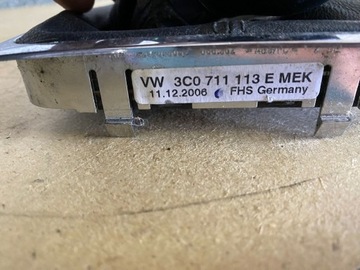 VW 3C0 711 113 E MEK
11.12.2006 FHS Germany